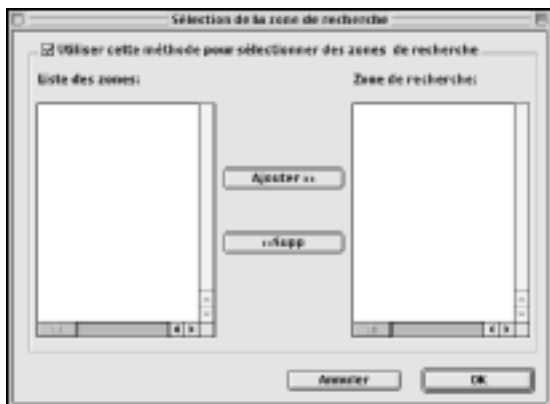 Sélection de la zone de recherche
Utiliser cette méthode pour sélectionner des zones de recherche
Liste des zones:
Zone de recherche:
Ajouter >>
<<Supp
Annuler
OK